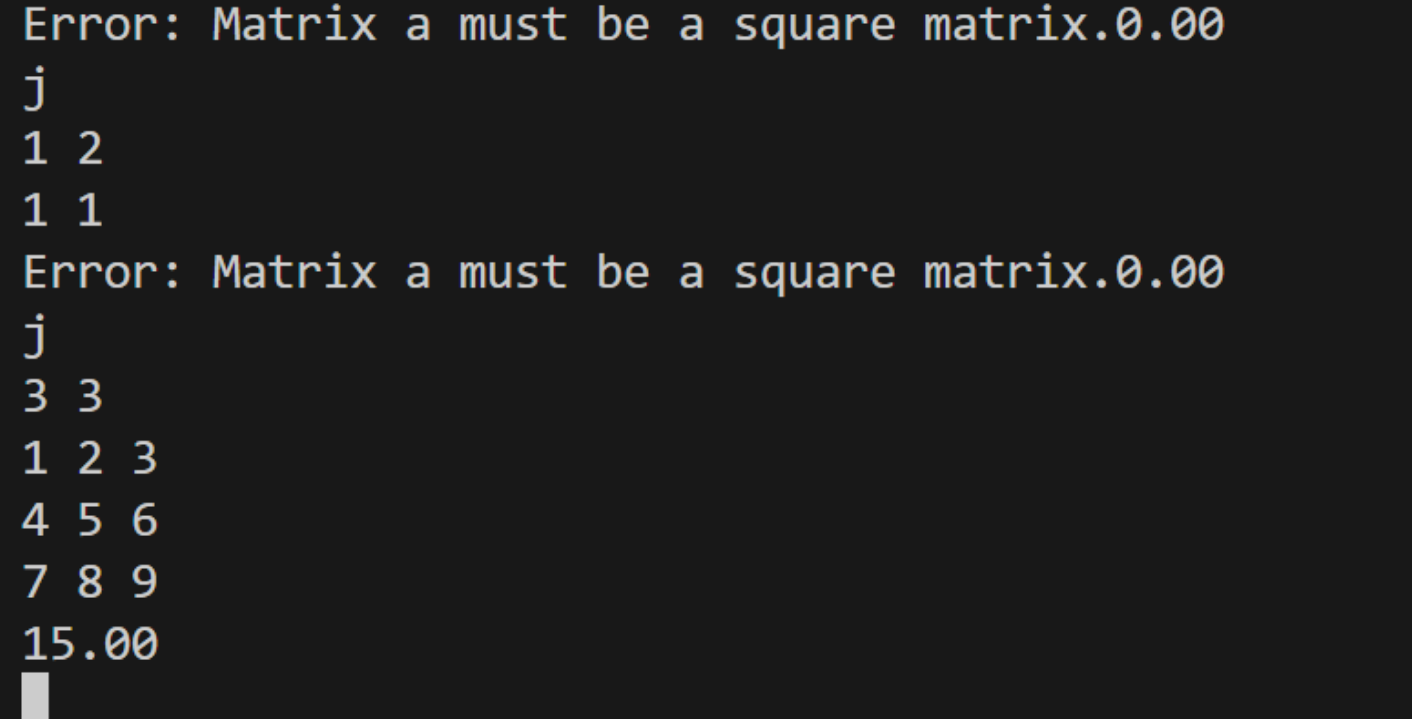 Error: Matrix a must be a square matrix.0.00
j
1 2
1 1
Error: Matrix a must be a square matrix.0.00
j
3 3
1 2 3
4 5 6
7 8 9
15.00